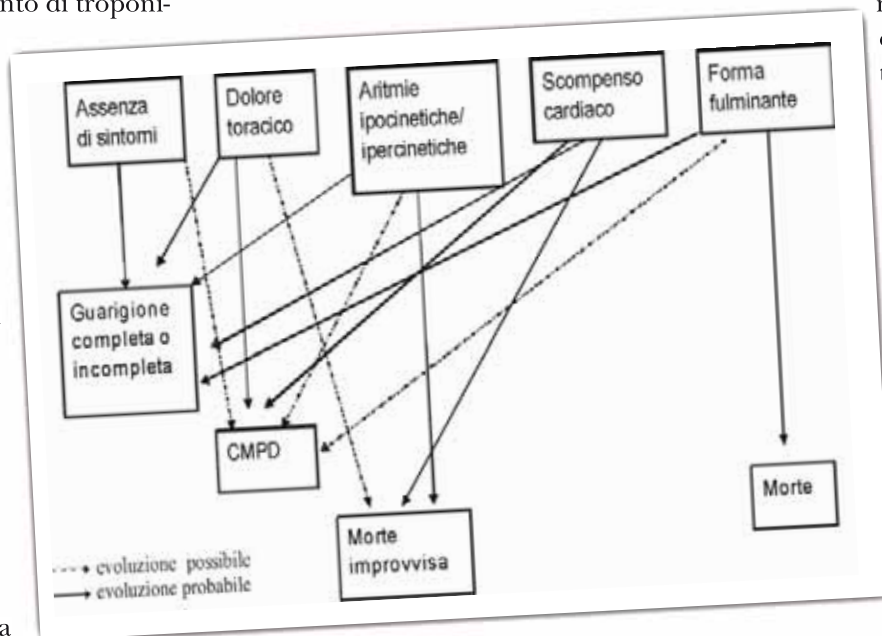 nto di troponi-
Assenza
di sintomi
Dolore
toracico
Aritmie
ipocinetiche/
ipercinetiche
Scompenso
cardiaco
Forma
fulminante
Guarigione
completa o
incompleta
CMPD
Morte
improvvisa
Morte
evoluzione possibile
evoluzione probabile
a